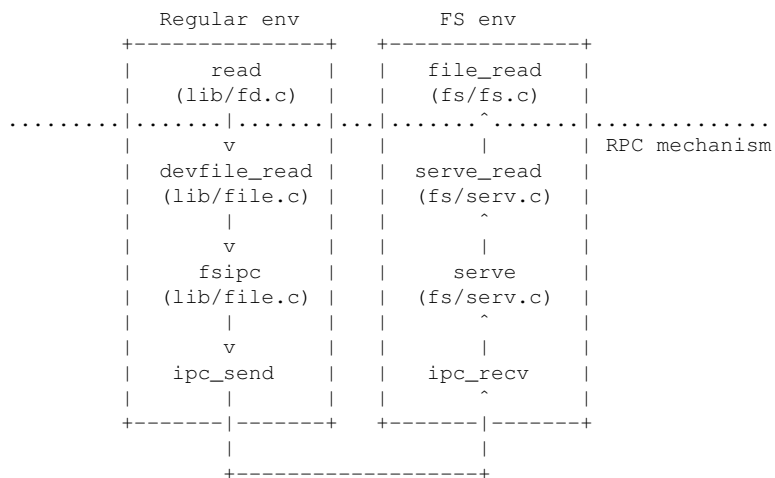 Regular env FS env
+---------------+ +---------------+
| read | | file_read |
| (lib/fd.c) | | (fs/fs.c) |
.........|.......|.......|...|.......^.......|..............
| v | | | | RPC mechanism
| devfile_read | | serve_read |
| (lib/file.c) | | (fs/serv.c) |
| | | | ^ |
| v | | | |
| fsipc | | serve |
| (lib/file.c) | | (fs/serv.c) |
| | | | ^ |
| v | | | |
| ipc_send | | ipc_recv |
| | | | ^ |
+-------|-------+ +-------|-------+
| |
+-------------------+